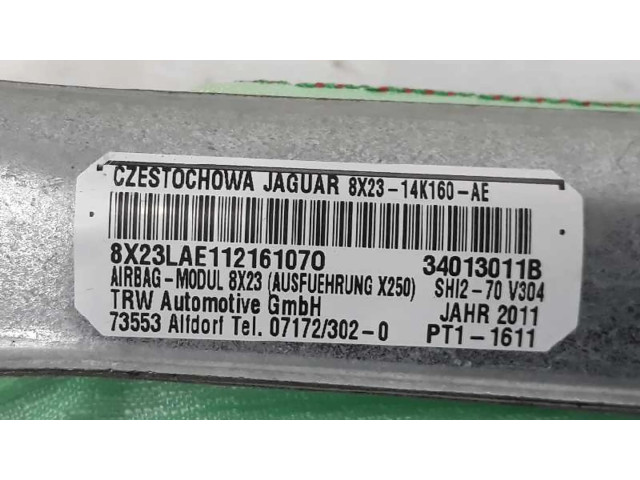 CZESTOCHOWA JAGUAR 8X23-14K160-AE
8X23LAE112161070 34013011B
AIRBAG-MODUL 8X23 (AUSFUEHRUNG X250) SHI2-70 V304
TRW Automotive GmbH JAHR 2011
73553 Alfdorf Tel. 07172/302-0 PT1-1611